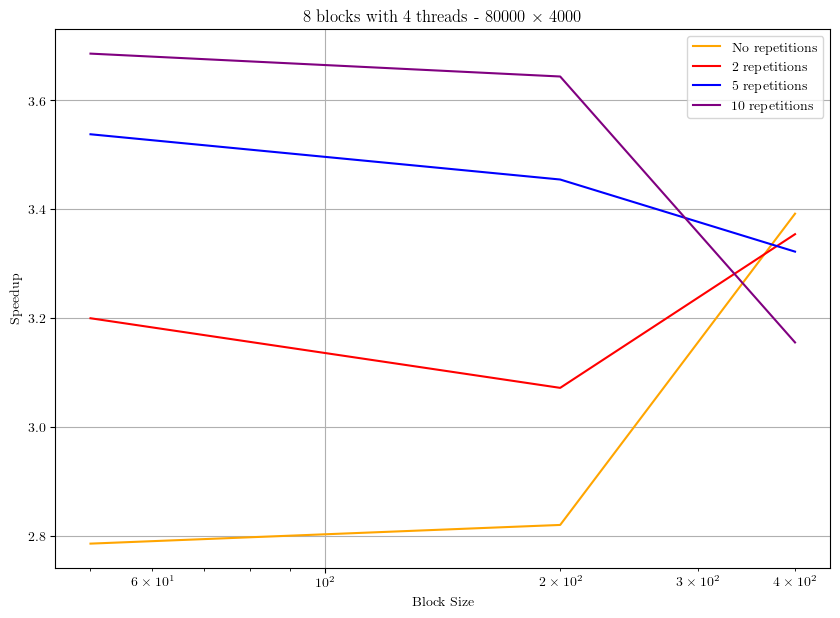 8 blocks with 4 threads - 80000 × 4000
No repetitions
2 repetitions
5 repetitions
10 repetitions
Speedup
3.6
3.4
3.2
3.0
2.8
6 × 10¹
10²
2 × 10²
3 × 10²
4 × 10²
Block Size